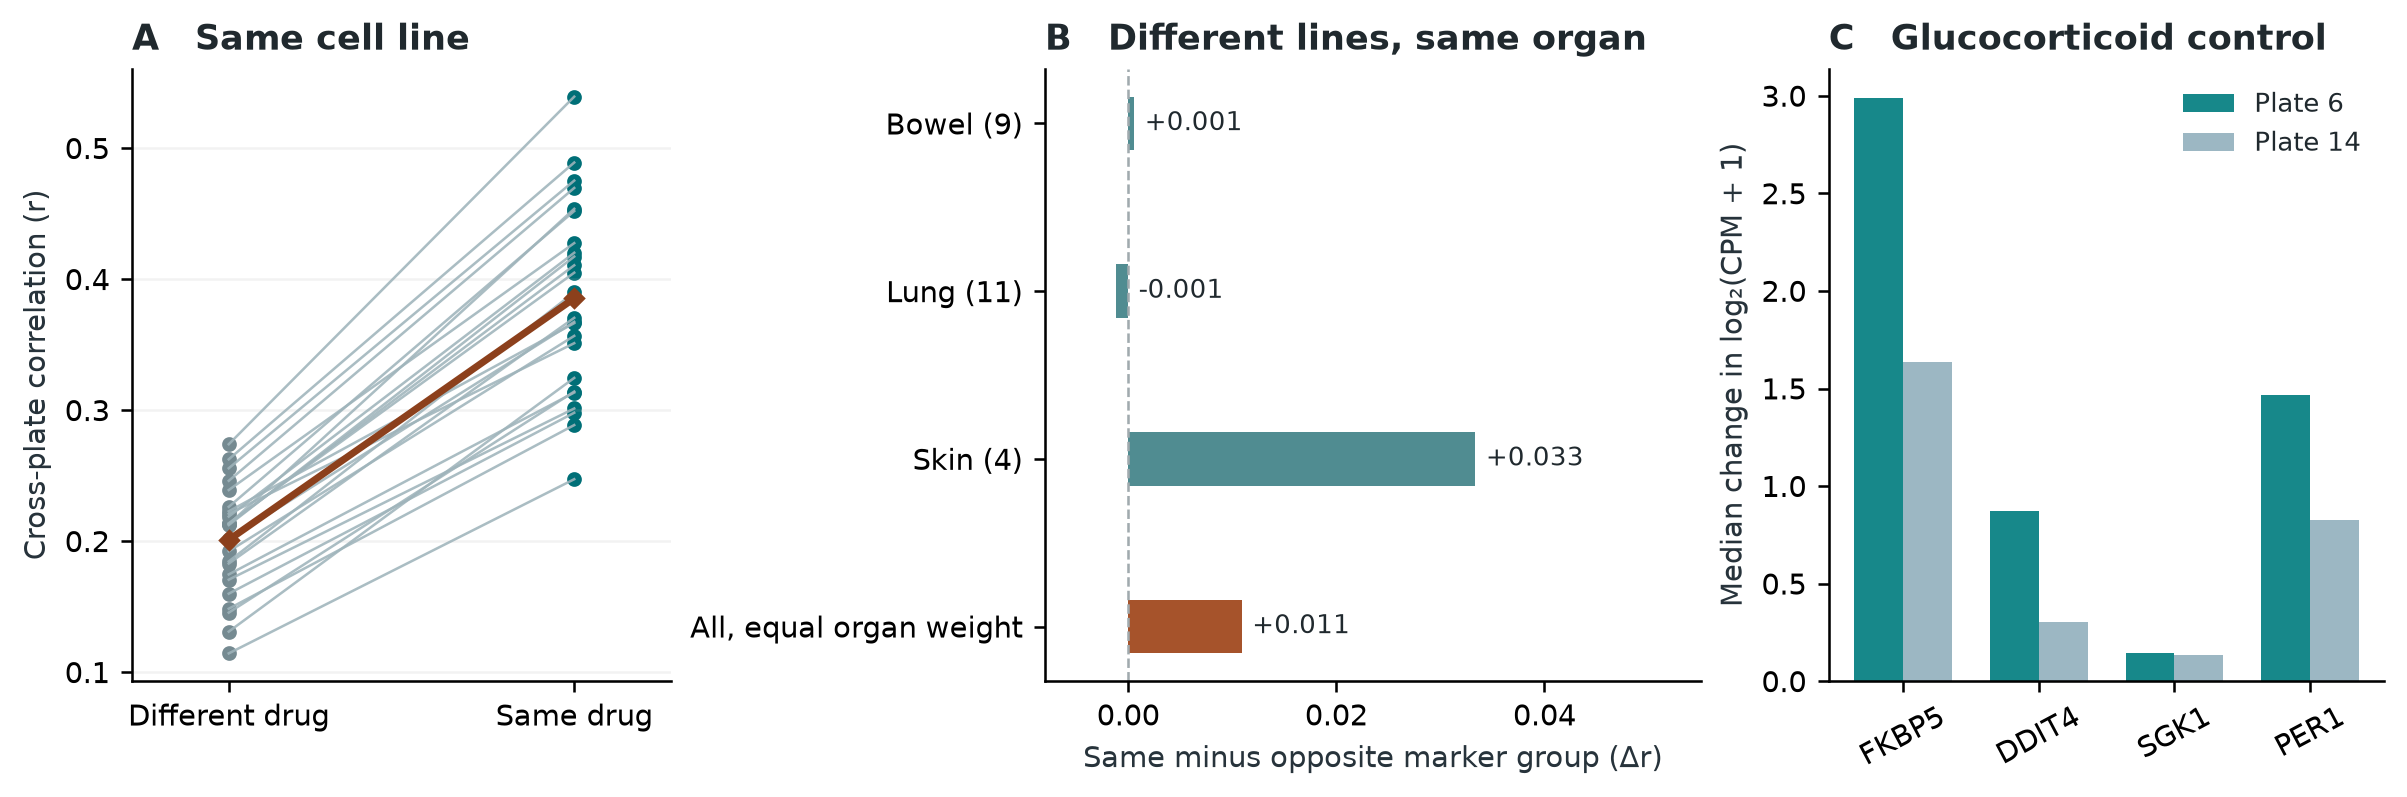 A Same cell line
Cross-plate correlation (r)
0.5
0.4
0.3
0.2
0.1
Different drug
Same drug
B Different lines, same organ
Bowel (9)
+0.001
Lung (11)
-0.001
Skin (4)
+0.033
All, equal organ weight
+0.011
0.00
0.02
0.04
Same minus opposite marker group (Δr)
C Glucocorticoid control
Median change in log₂(CPM + 1)
3.0
2.5
2.0
1.5
1.0
0.5
0.0
Plate 6
Plate 14
FKBP5
DDIT4
SGK1
PER1